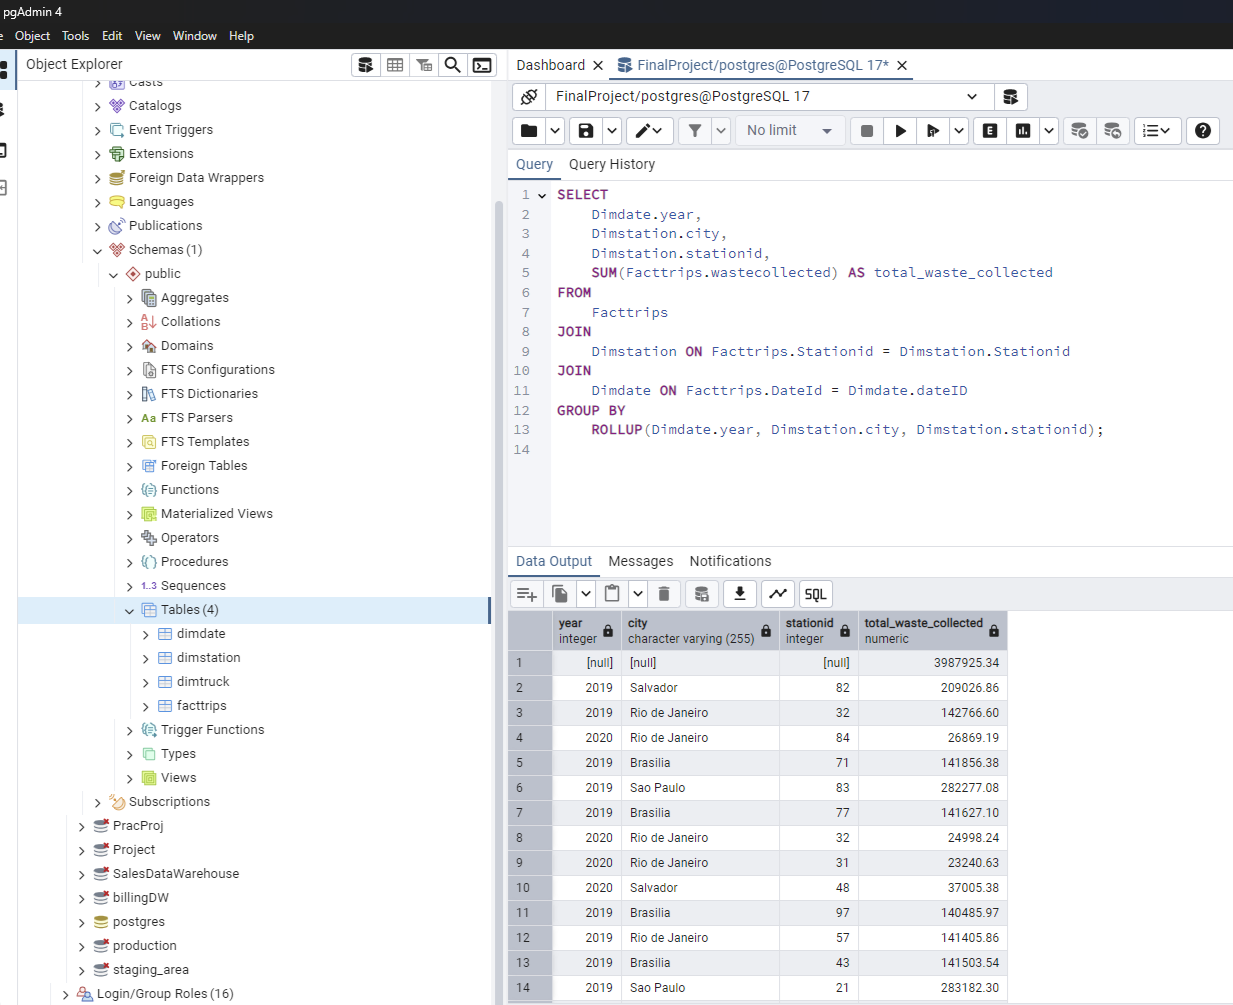 pgAdmin 4
Object Tools Edit View Window Help
Object Explorer
Casts
Catalogs
Event Triggers
Extensions
Foreign Data Wrappers
Languages
Publications
Schemas (1)
public
Aggregates
Collations
Domains
FTS Configurations
FTS Dictionaries
Aa FTS Parsers
FTS Templates
Foreign Tables
Functions
Materialized Views
Operators
Procedures
1..3 Sequences
Tables (4)
dimdate
dimstation
dimtruck
facttrips
Trigger Functions
Types
Views
Subscriptions
PracProj
Project
SalesDataWarehouse
billingDW
postgres
production
staging_area
Login/Group Roles (16)
Dashboard FinalProject/postgres@PostgreSQL 17*
FinalProject/postgres@PostgreSQL 17
No limit
Query Query History
1 SELECT
2 Dimdate.year,
3 Dimstation.city,
4 Dimstation.stationid,
5 SUM(Facttrips.wastecollected) AS total_waste_collected
6 FROM
7 Facttrips
8 JOIN
9 Dimstation ON Facttrips.Stationid = Dimstation.Stationid
10 JOIN
11 Dimdate ON Facttrips.DateId = Dimdate.dateID
12 GROUP BY
13 ROLLUP(Dimdate.year, Dimstation.city, Dimstation.stationid);
14
Data Output Messages Notifications
SQL
year city stationid total_waste_collected
integer character varying (255) integer numeric
1 [null] [null] [null] 3987925.34
2 2019 Salvador 82 209026.86
3 2019 Rio de Janeiro 32 142766.60
4 2020 Rio de Janeiro 84 26869.19
5 2019 Brasilia 71 141856.38
6 2019 Sao Paulo 83 282277.08
7 2019 Brasilia 77 141627.10
8 2020 Rio de Janeiro 32 24998.24
9 2020 Rio de Janeiro 31 23240.63
10 2020 Salvador 48 37005.38
11 2019 Brasilia 97 140485.97
12 2019 Rio de Janeiro 57 141405.86
13 2019 Brasilia 43 141503.54
14 2019 Sao Paulo 21 283182.30